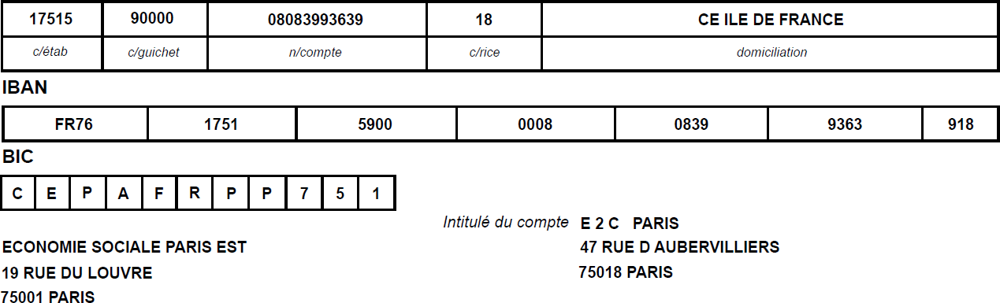 17515 90000 08083993639 18 CE ILE DE FRANCE
c/étab c/guichet n/compte c/rice domiciliation
IBAN
FR76 1751 5900 0008 0839 9363 918
BIC
C E P A F R P P 7 5 1
Intitulé du compte E 2 C PARIS
ECONOMIE SOCIALE PARIS EST 47 RUE D AUBERVILLIERS
19 RUE DU LOUVRE 75018 PARIS
75001 PARIS